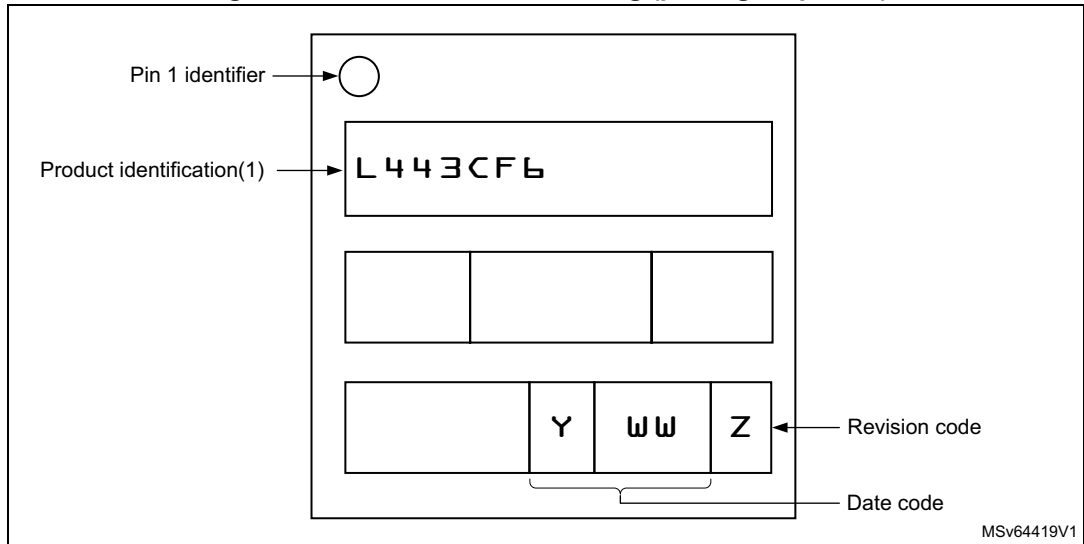 Pin 1 identifier
Product identification(1)
L443CF6
Y WW Z
Revision code
Date code
MSv64419V1